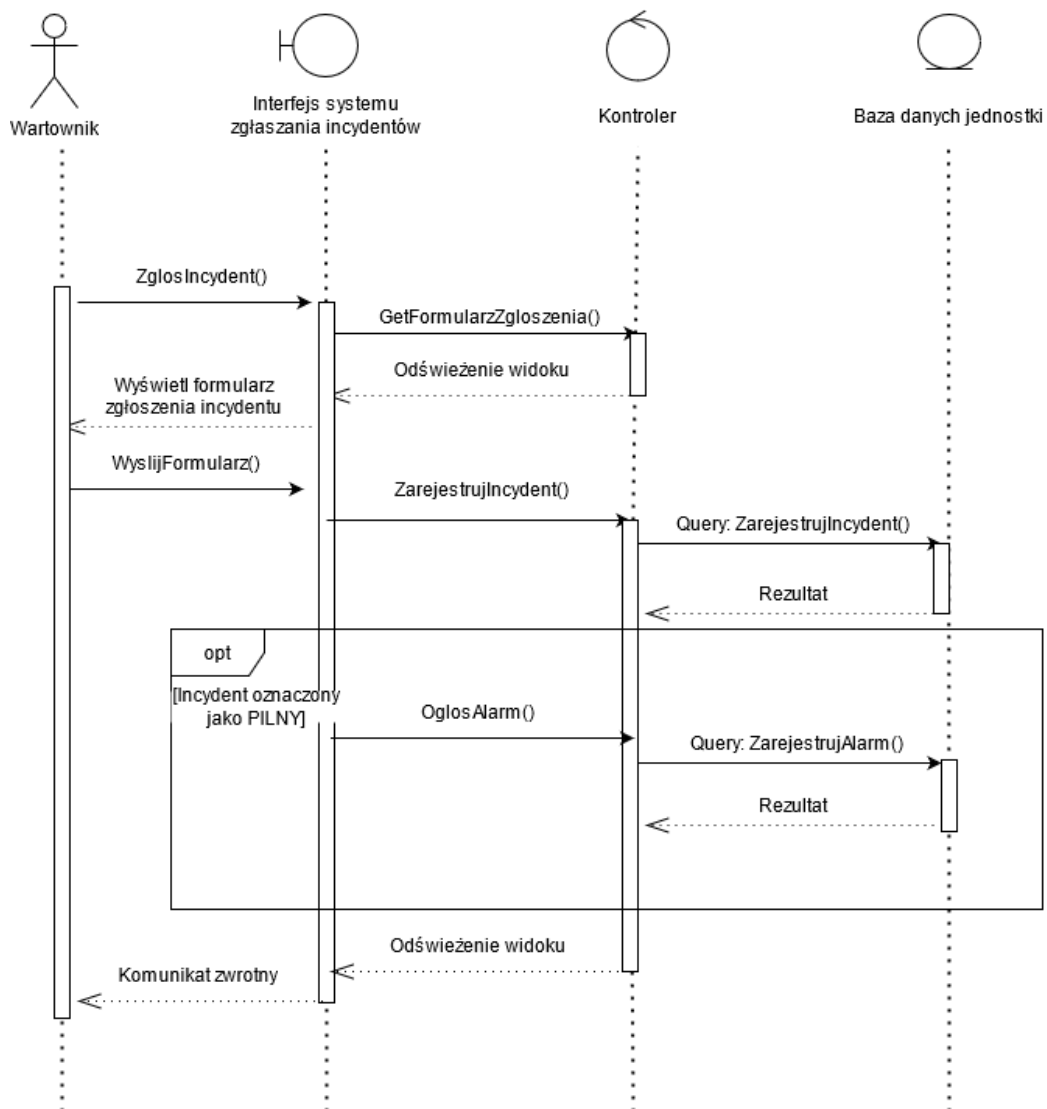 Wartownik
Interfejs systemu
zgłaszania incydentów
Kontroler
Baza danych jednostki
ZglosIncydent()
GetFormularzZgloszenia()
Odświeżenie widoku
Wyświetl formularz
zgłoszenia incydentu
WyslijFormularz()
ZarejestrujIncydent()
Query: ZarejestrujIncydent()
Rezultat
opt
[Incydent oznaczony
jako PILNY]
OglosAlarm()
Query: ZarejestrujAlarm()
Rezultat
Odświeżenie widoku
Komunikat zwrotny